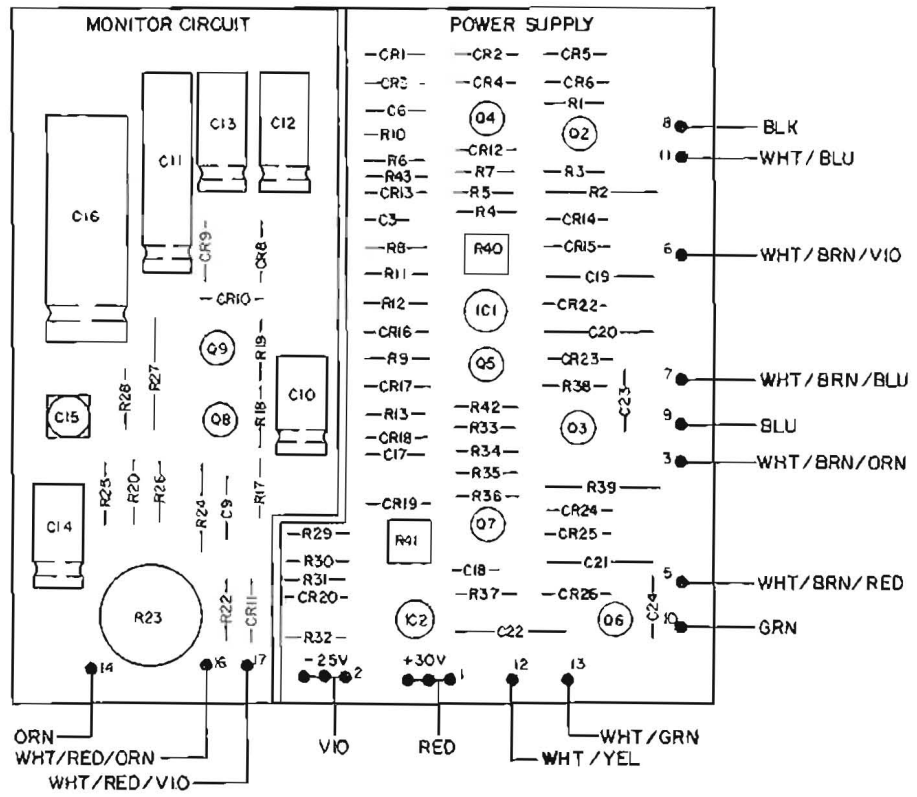 MONITOR CIRCUIT
POWER SUPPLY
CR1
CR2
CR5
CR3
CR4
CR6
C6
R1
Q4
Q2
R10
CR12
R6
R43
R7
R3
CR13
R5
R2
R4
C3
CR14
R8
R40
CR15
R11
C19
R12
IC1
CR22
CR16
C20
R9
Q5
CR23
CR17
R38
C23
R13
R42
R33
Q3
CR18
C17
R34
R35
R39
R36
CR19
CR24
Q7
CR25
R41
C21
C18
R37
CR26
C24
IC2
Q6
C22
C16
C11
C13
C12
CR9
CR8
CR10
Q9
R19
R28
R27
C10
C15
Q8
R18
R25
R20
R26
R24
C9
R17
C14
R29
R30
R31
CR20
R23
R22
CR11
R32
8 BLK
11 WHT/BLU
6 WHT/BRN/VIO
7 WHT/BRN/BLU
9 BLU
3 WHT/BRN/ORN
5 WHT/BRN/RED
10 GRN
14
16
17
-25V
2
+30V
1
12
13
ORN
WHT/RED/ORN
WHT/RED/VIO
VIO
RED
WHT/YEL
WHT/GRN